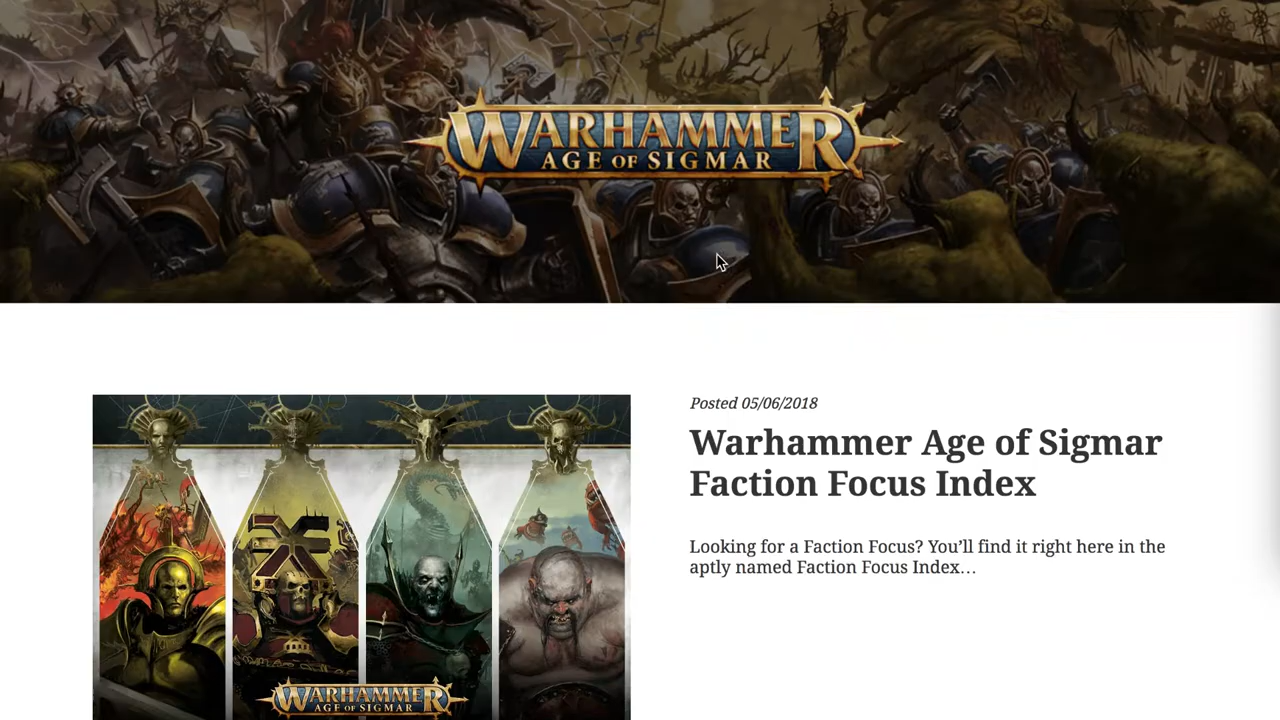 WARHAMMER
AGE OF SIGMAR
Posted 05/06/2018
Warhammer Age of Sigmar
Faction Focus Index
Looking for a Faction Focus? You’ll find it right here in the
aptly named Faction Focus Index…
WARHAMMER
AGE OF SIGMAR